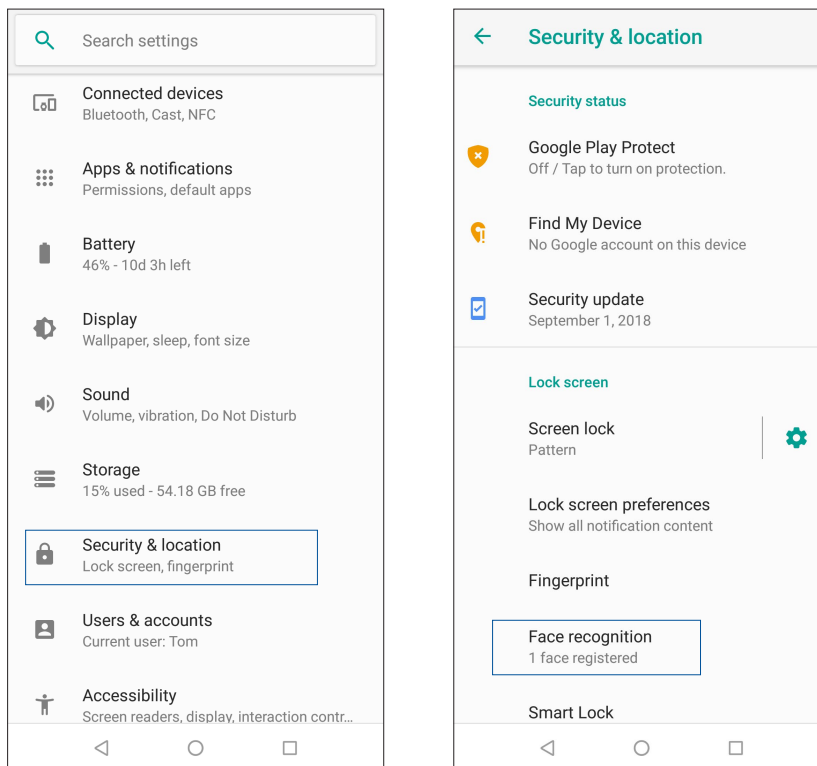 Search settings
Connected devices
Bluetooth, Cast, NFC
Apps & notifications
Permissions, default apps
Battery
46% - 10d 3h left
Display
Wallpaper, sleep, font size
Sound
Volume, vibration, Do Not Disturb
Storage
15% used - 54.18 GB free
Security & location
Lock screen, fingerprint
Users & accounts
Current user: Tom
Accessibility
Screen readers, display, interaction contr...
Security & location
Security status
Google Play Protect
Off / Tap to turn on protection.
Find My Device
No Google account on this device
Security update
September 1, 2018
Lock screen
Screen lock
Pattern
Lock screen preferences
Show all notification content
Fingerprint
Face recognition
1 face registered
Smart Lock